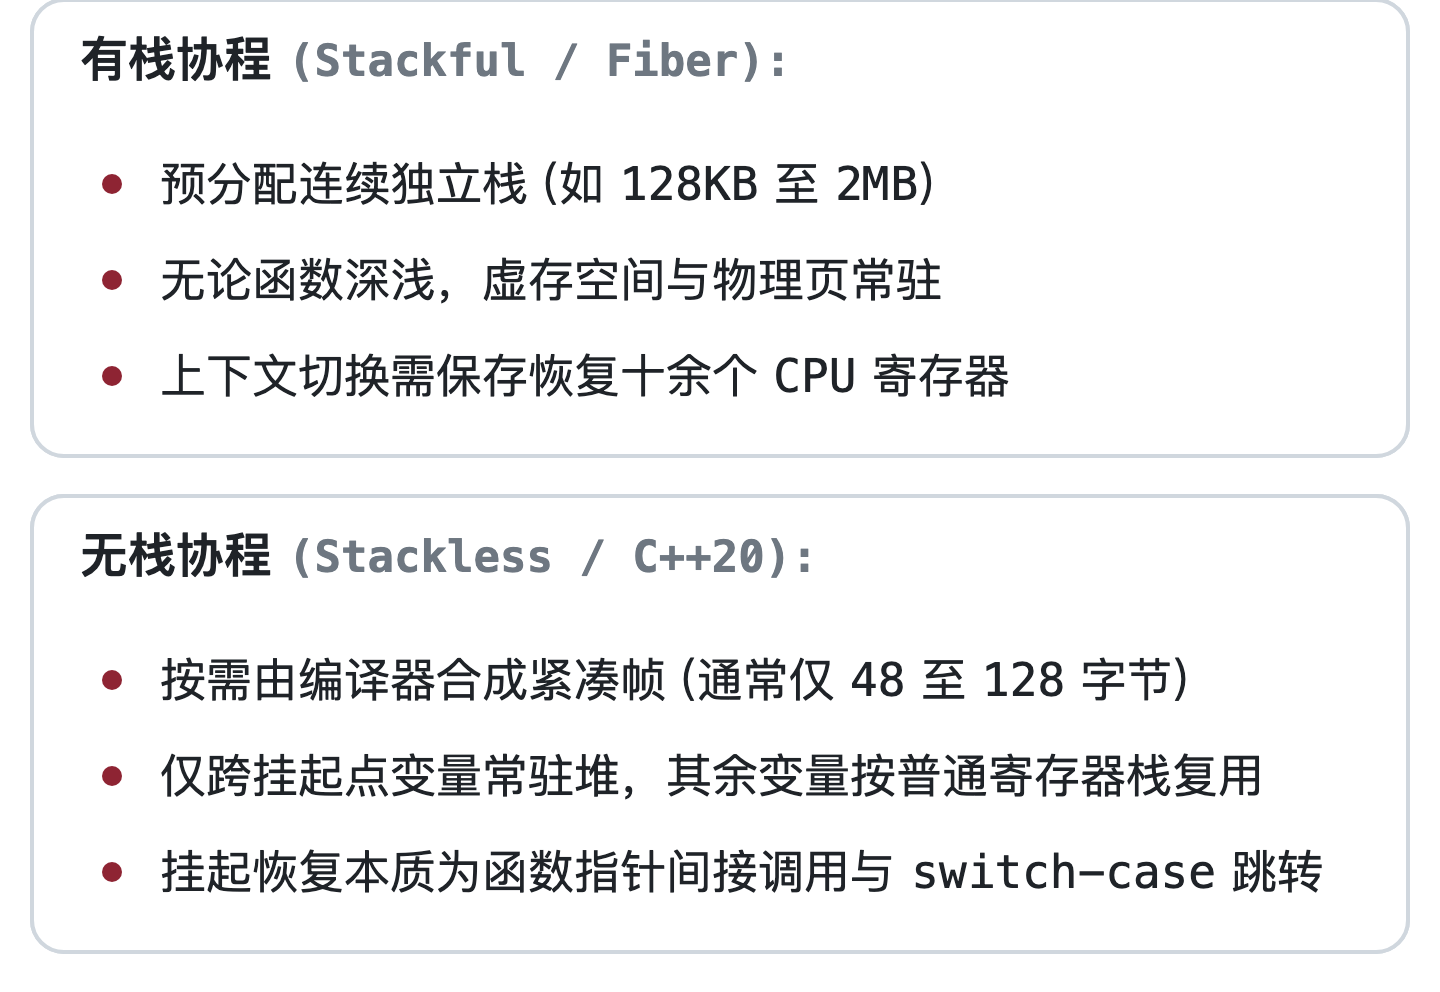 有栈协程 (Stackful / Fiber):
预分配连续独立栈 (如 128KB 至 2MB)
无论函数深浅，虚存空间与物理页常驻
上下文切换需保存恢复十余个 CPU 寄存器
无栈协程 (Stackless / C++20):
按需由编译器合成紧凑帧 (通常仅 48 至 128 字节)
仅跨挂起点变量常驻堆，其余变量按普通寄存器栈复用
挂起恢复本质为函数指针间接调用与 switch-case 跳转